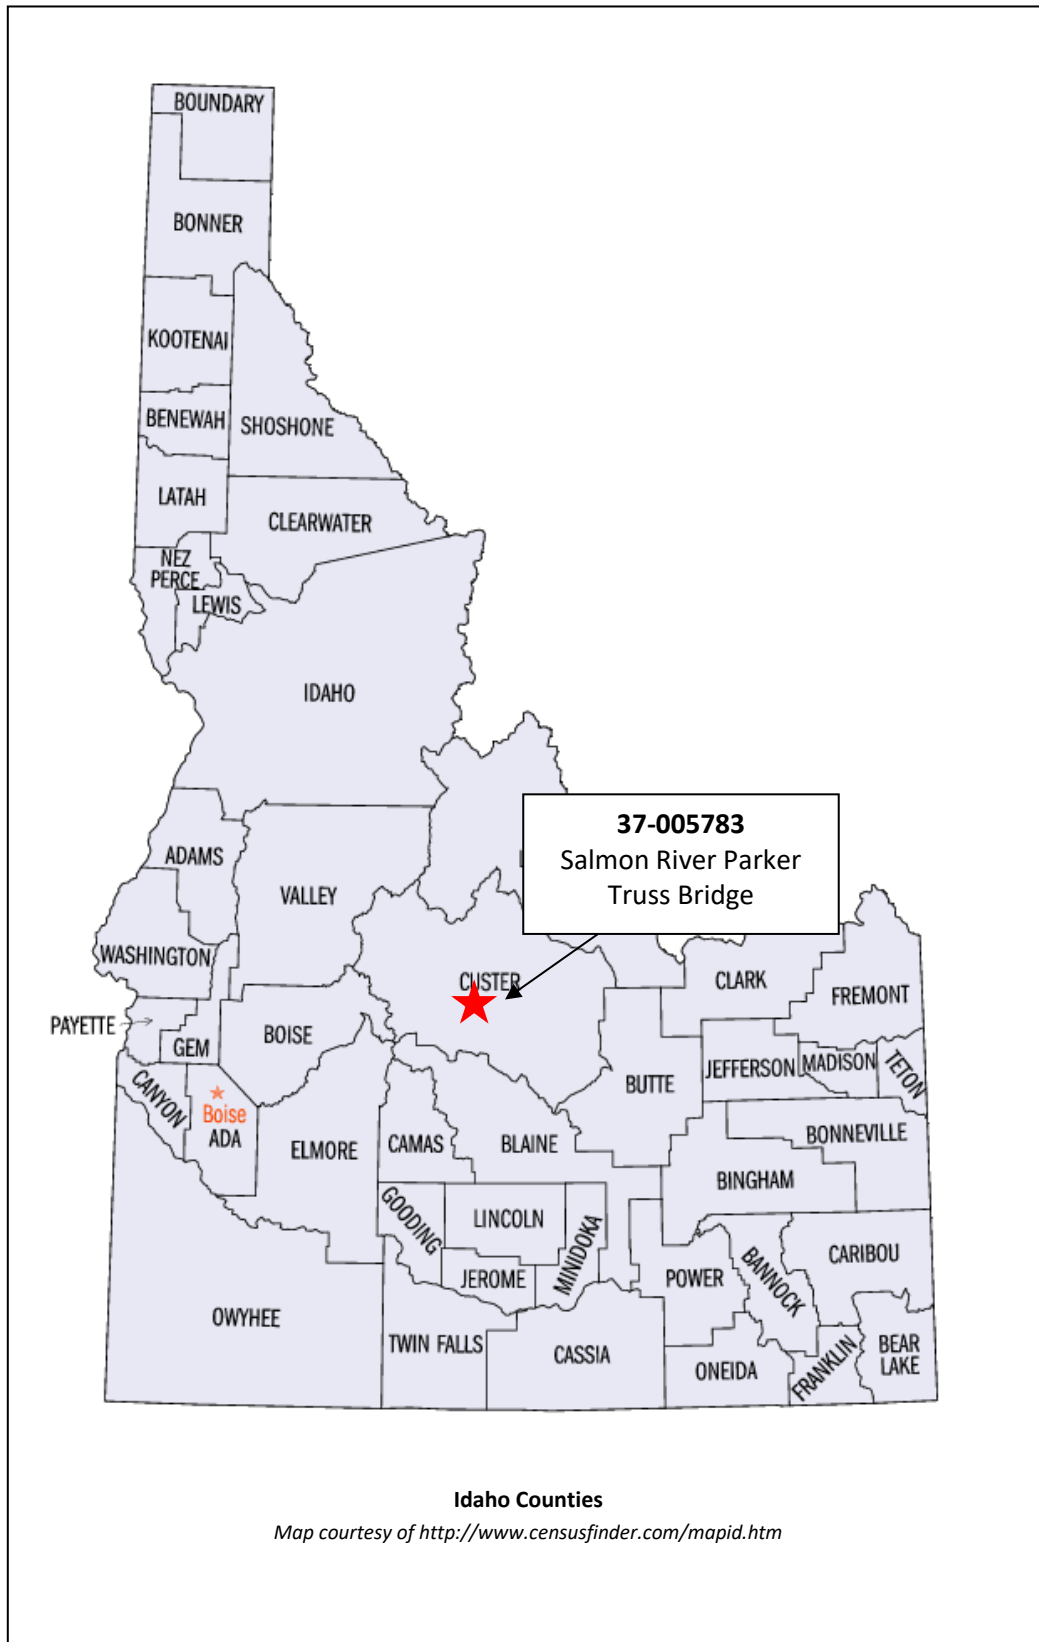 BOUNDARY
BONNER
KOOTENAI
BENEWAH
SHOSHONE
LATAH
CLEARWATER
NEZ
PERCE
LEWIS
IDAHO
37-005783
Salmon River Parker
Truss Bridge
ADAMS
VALLEY
WASHINGTON
CUSTER
CLARK
FREMONT
PAYETTE
BOISE
GEM
BUTTE
JEFFERSON
MADISON
TETON
CANYON
Boise
ADA
ELMORE
CAMAS
BLAINE
BONNEVILLE
BINGHAM
GOODING
LINCOLN
MINIDOKA
JEROME
POWER
BANNOCK
CARIBOU
OWYHEE
TWIN FALLS
CASSIA
ONEIDA
FRANKLIN
BEAR
LAKE
Idaho Counties
Map courtesy of http://www.censusfinder.com/mapid.htm